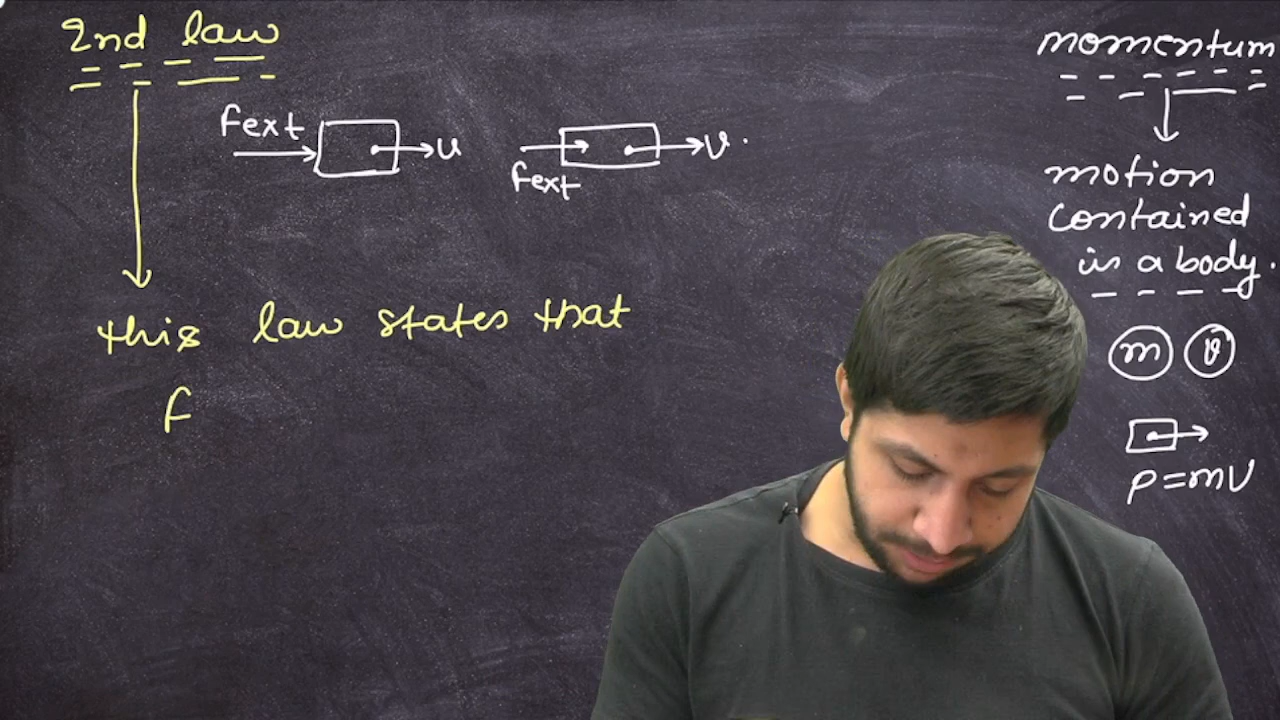 2nd law
Fext
u
Fext
v.
this law states that
F
momentum
motion
contained
in a body.
m v
P=mv